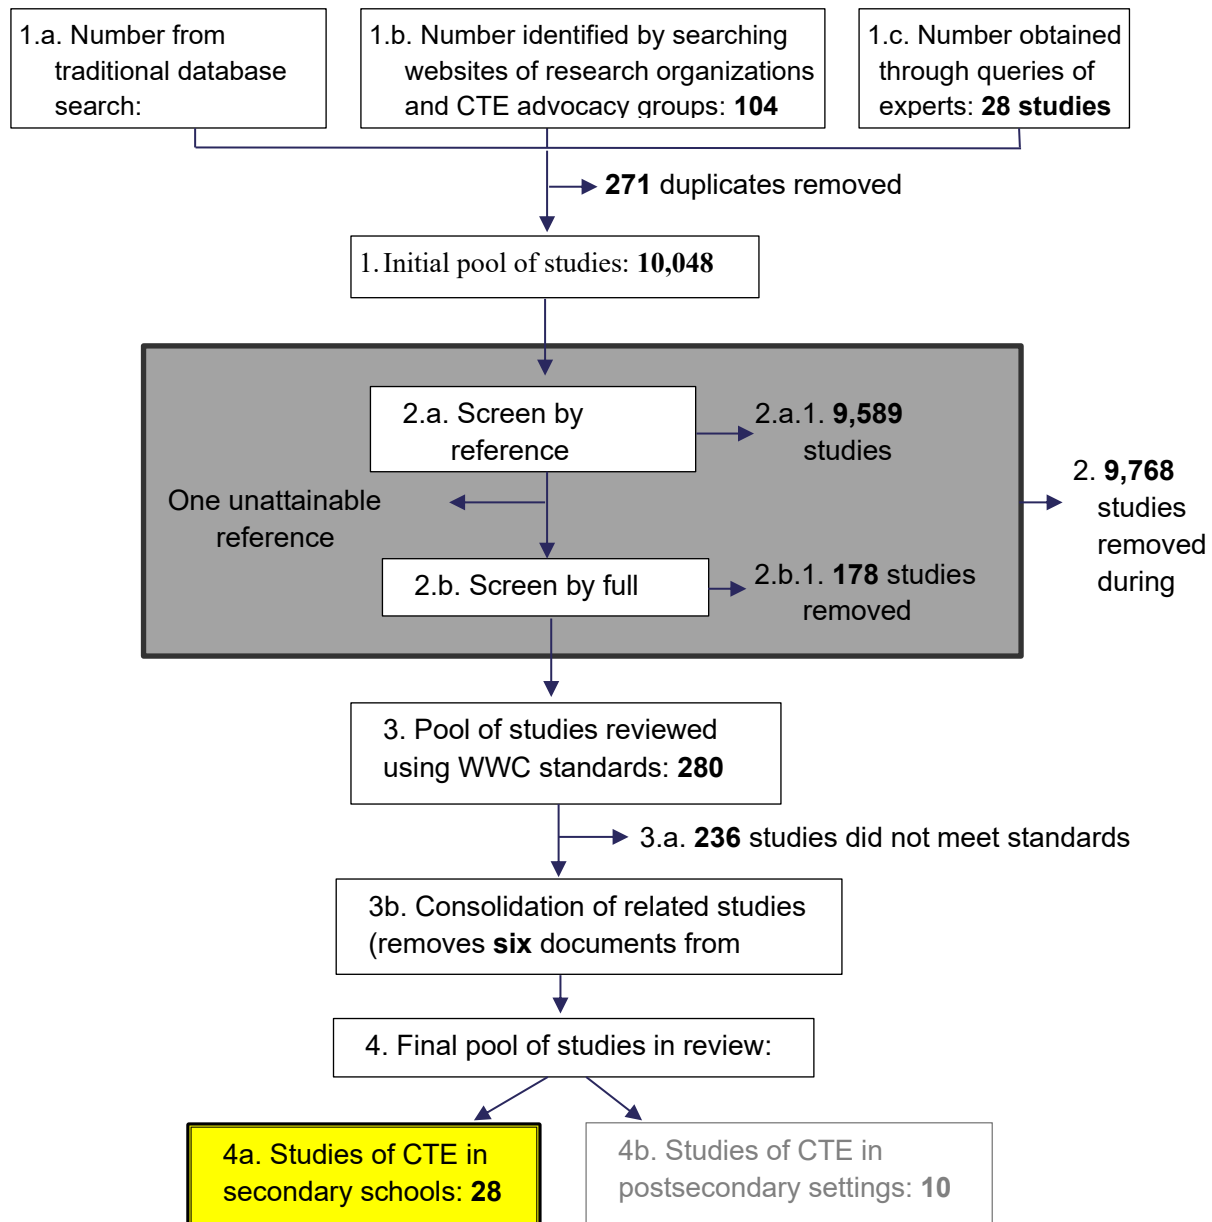 1.a. Number from
traditional database
search:
1.b. Number identified by searching
websites of research organizations
and CTE advocacy groups: 104
1.c. Number obtained
through queries of
experts: 28 studies
271 duplicates removed
1. Initial pool of studies: 10,048
2.a. Screen by
reference
2.a.1. 9,589
studies
One unattainable
reference
2. 9,768
studies
removed
during
2.b. Screen by full
2.b.1. 178 studies
removed
3. Pool of studies reviewed
using WWC standards: 280
3.a. 236 studies did not meet standards
3b. Consolidation of related studies
(removes six documents from
4. Final pool of studies in review:
4a. Studies of CTE in
secondary schools: 28
4b. Studies of CTE in
postsecondary settings: 10